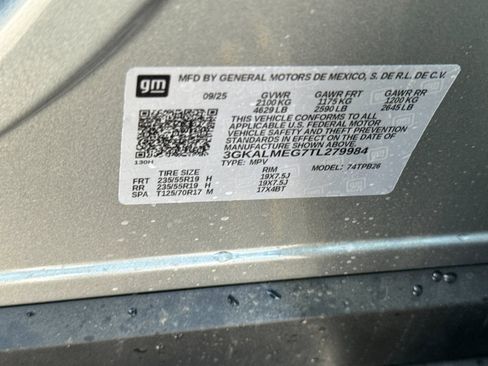 gm
MFD BY GENERAL MOTORS DE MEXICO, S. DE R.L. DE C.V.
09/25 GVWR GAWR FRT GAWR RR
2100 KG 1175 KG 1200 KG
4629 LB 2590 LB 2645 LB
THIS VEHICLE CONFORMS TO ALL
APPLICABLE U.S. FEDERAL MOTOR
VEHICLE SAFETY AND THEFT PREVENTION
STANDARDS IN EFFECT ON THE DATE OF
MANUFACTURE SHOWN ABOVE.
3GKALMEG7TL279984
130H TYPE: MPV MODEL: 74TPB26
TIRE SIZE RIM
FRT 235/55R19 H 19X7.5J
RR 235/55R19 H 19X7.5J
SPA T125/70R17 M 17X4BT